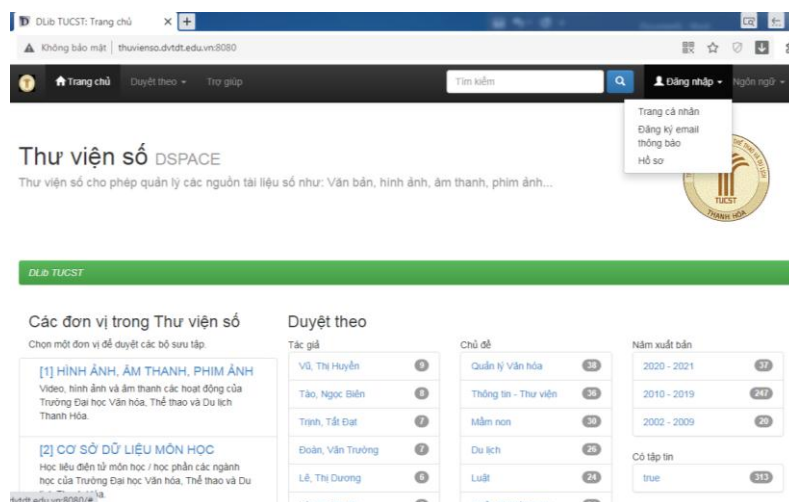 DLib TUCST: Trang chủ
Không bảo mật | thuvienso.dvtdt.edu.vn:8080
Trang chủ Duyệt theo Trợ giúp Tìm kiếm Đăng nhập Ngôn ngữ
Trang cá nhân
Đăng ký email
thông báo
Hồ sơ
Thư viện số DSPACE
Thư viện số cho phép quản lý các nguồn tài liệu số như: Văn bản, hình ảnh, âm thanh, phim ảnh...
TUCST
THANH HÓA
DLib TUCST
Các đơn vị trong Thư viện số
Chọn một đơn vị để duyệt các bộ sưu tập.
[1] HÌNH ẢNH, ÂM THANH, PHIM ẢNH
Video, hình ảnh và âm thanh các hoạt động của
Trường Đại học Văn hóa, Thể thao và Du lịch
Thanh Hóa.
[2] CƠ SỞ DỮ LIỆU MÔN HỌC
Học liệu điện tử môn học / học phần các ngành
học của Trường Đại học Văn hóa, Thể thao và Du
dvtdt.edu.vn:8080/#
Duyệt theo
Tác giả
Vũ, Thị Huyền 9
Tào, Ngọc Biên 8
Trịnh, Tất Đạt 7
Đoàn, Văn Trường 7
Lê, Thị Dương 6
Chủ đề
Quản lý Văn hóa 38
Thông tin - Thư viện 36
Mầm non 30
Du lịch 26
Luật 24
Năm xuất bản
2020 - 2021 37
2010 - 2019 247
2002 - 2009 20
Có tập tin
true 313